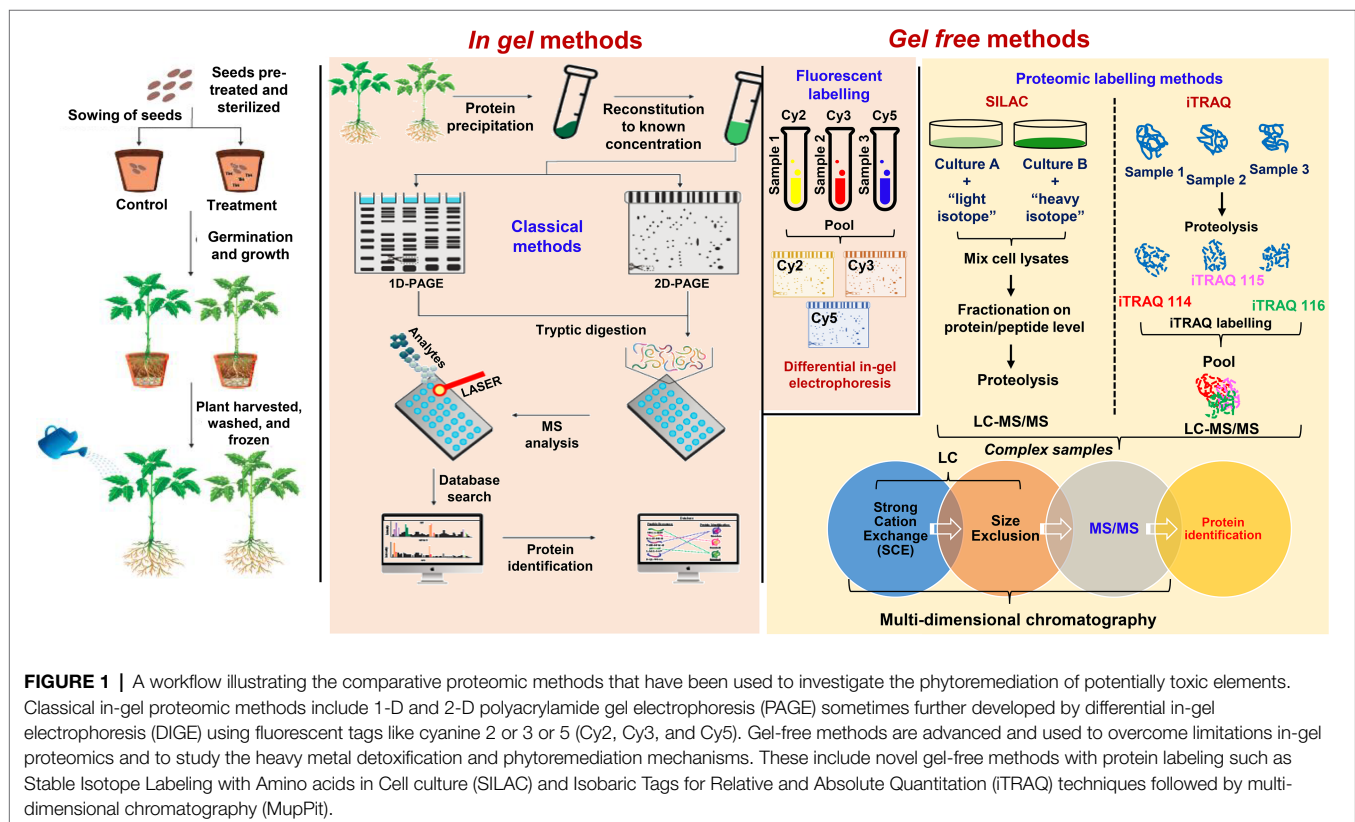 In gel methods
Gel free methods
Seeds pre-
treated and
sterilized
Sowing of seeds
Control
Treatment
Germination
and growth
Plant harvested,
washed, and
frozen
Protein
precipitation
Reconstitution
to known
concentration
Classical
methods
1D-PAGE
2D-PAGE
Tryptic digestion
Analytes
LASER
MS
analysis
Database
search
Protein
identification
Fluorescent
labelling
Cy2
Cy3
Cy5
Sample 1
Sample 2
Sample 3
Pool
Cy2
Cy3
Cy5
Differential in-gel
electrophoresis
Proteomic labelling methods
SILAC
Culture A
+
“light
isotope”
Culture B
+
“heavy
isotope”
Mix cell lysates
Fractionation on
protein/peptide level
Proteolysis
LC-MS/MS
iTRAQ
Sample 1
Sample 2
Sample 3
Proteolysis
iTRAQ 115
iTRAQ 114
iTRAQ 116
iTRAQ labelling
Pool
LC-MS/MS
Complex samples
LC
Strong
Cation
Exchange
(SCE)
Size
Exclusion
MS/MS
Protein
identification
Multi-dimensional chromatography
FIGURE 1 | A workflow illustrating the comparative proteomic methods that have been used to investigate the phytoremediation of potentially toxic elements.
Classical in-gel proteomic methods include 1-D and 2-D polyacrylamide gel electrophoresis (PAGE) sometimes further developed by differential in-gel
electrophoresis (DIGE) using fluorescent tags like cyanine 2 or 3 or 5 (Cy2, Cy3, and Cy5). Gel-free methods are advanced and used to overcome limitations in-gel
proteomics and to study the heavy metal detoxification and phytoremediation mechanisms. These include novel gel-free methods with protein labeling such as
Stable Isotope Labeling with Amino acids in Cell culture (SILAC) and Isobaric Tags for Relative and Absolute Quantitation (iTRAQ) techniques followed by multi-
dimensional chromatography (MupPit).